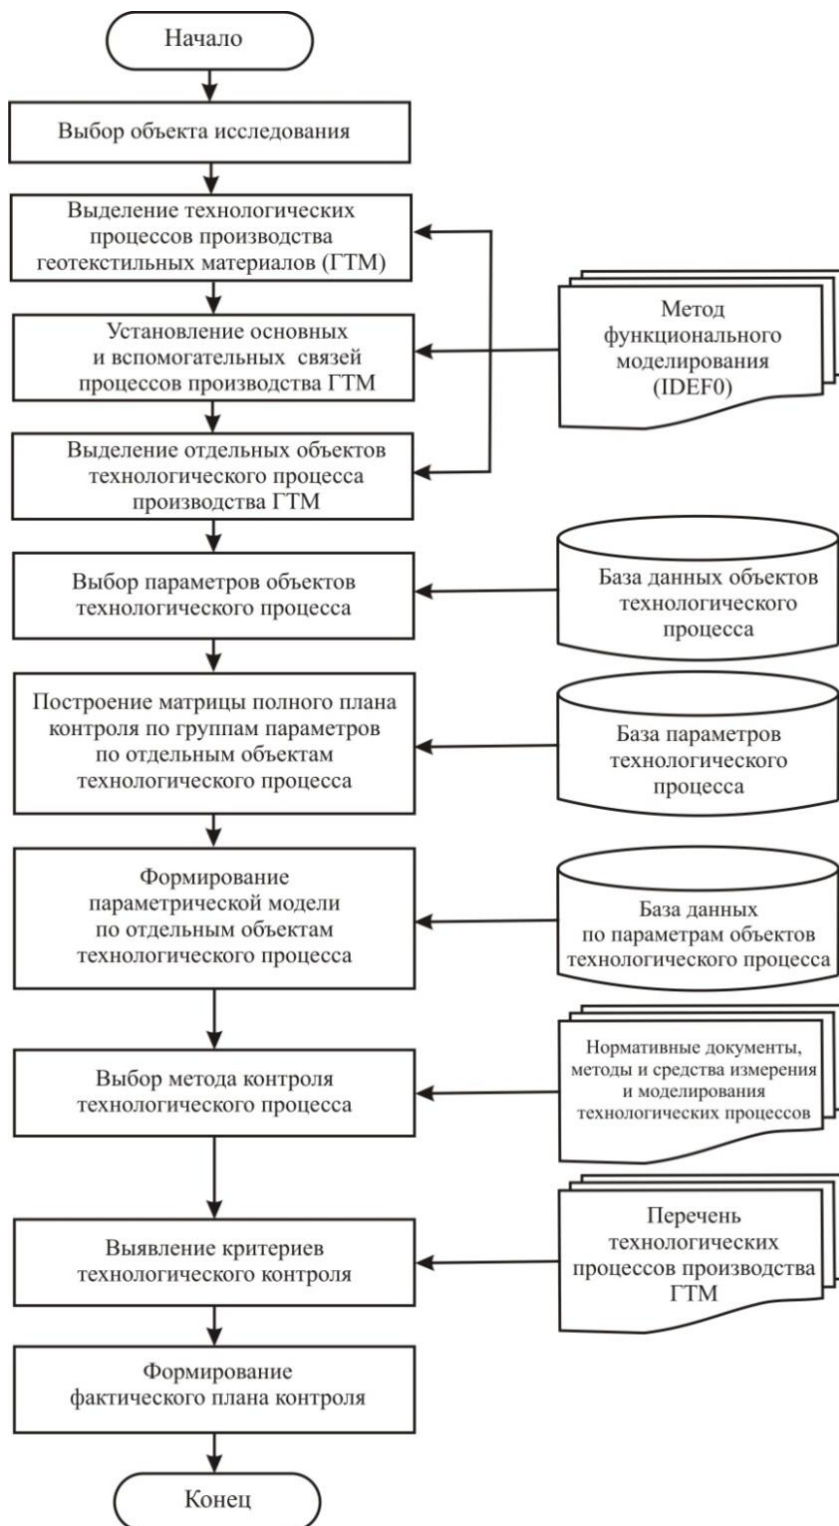 Начало
Выбор объекта исследования
Выделение технологических
процессов производства
геотекстильных материалов (ГТМ)
Установление основных
и вспомогательных связей
процессов производства ГТМ
Метод
функционального
моделирования
(IDEF0)
Выделение отдельных объектов
технологического процесса
производства ГТМ
Выбор параметров объектов
технологического процесса
База данных объектов
технологического
процесса
Построение матрицы полного плана
контроля по группам параметров
по отдельным объектам
технологического процесса
База параметров
технологического
процесса
Формирование
параметрической модели
по отдельным объектам
технологического процесса
База данных
по параметрам объектов
технологического процесса
Выбор метода контроля
технологического процесса
Нормативные документы,
методы и средства измерения
и моделирования
технологических процессов
Выявление критериев
технологического контроля
Перечень
технологических
процессов производства
ГТМ
Формирование
фактического плана контроля
Конец